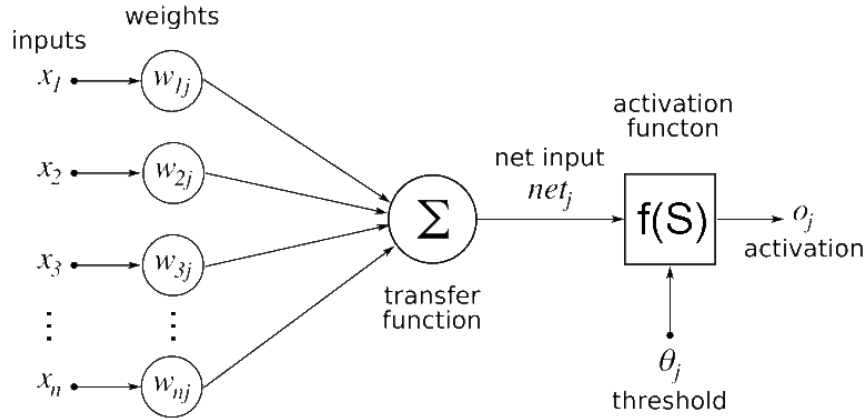 inputs
weights
x₁
w₁ⱼ
x₂
w₂ⱼ
x₃
w₃ⱼ
⋮
⋮
xₙ
wₙⱼ
Σ
transfer
function
net input
netⱼ
activation
functon
f(S)
oⱼ
activation
θⱼ
threshold